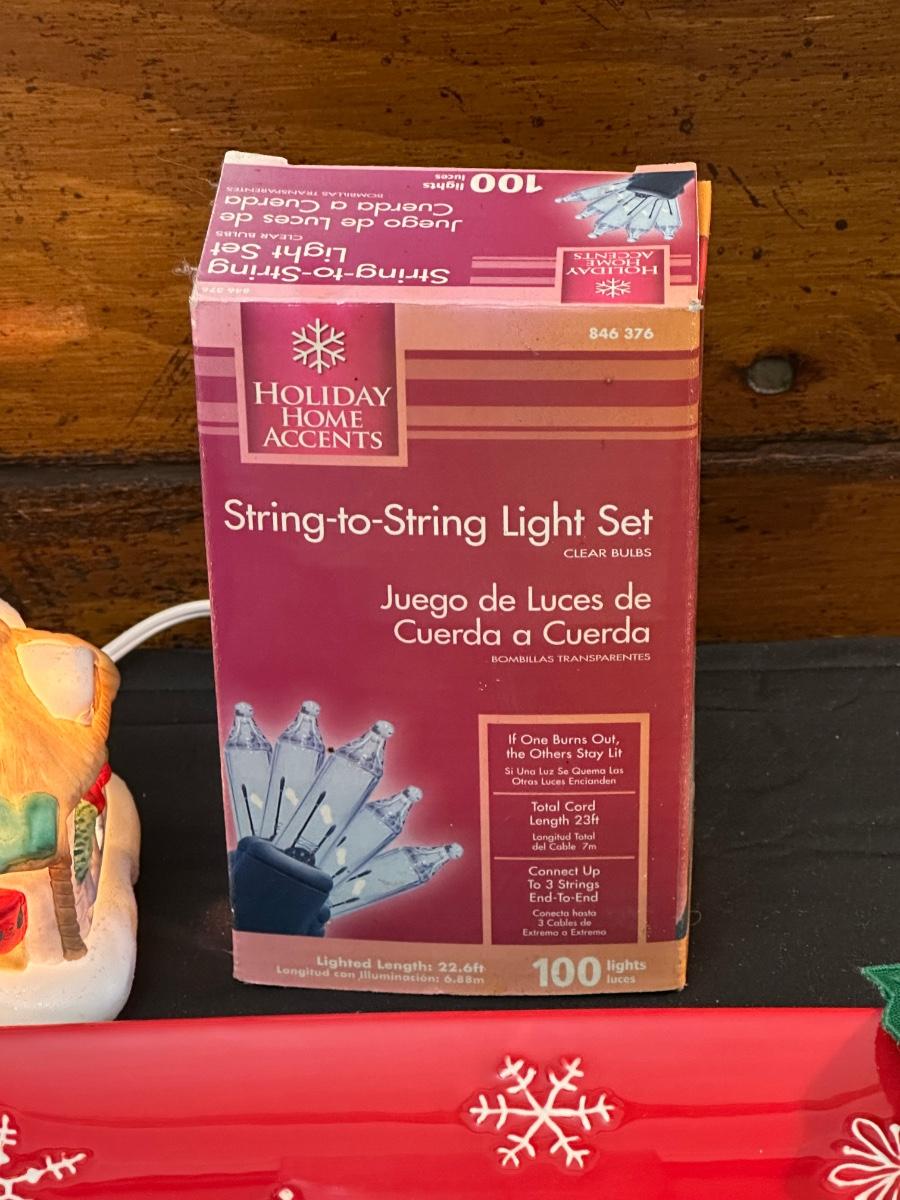 846 376
String-to-String
Light Set
CLEAR BULBS
Juego de Luces de
Cuerda a Cuerda
BOMBILLAS TRANSPARENTES
100 lights
luces
HOLIDAY
HOME
ACCENTS
HOLIDAY
HOME
ACCENTS
846 376
String-to-String Light Set
CLEAR BULBS
Juego de Luces de
Cuerda a Cuerda
BOMBILLAS TRANSPARENTES
If One Burns Out,
the Others Stay Lit
Si Una Luz Se Quema Las
Otras Luces Encianden
Total Cord
Length 23ft
Longitud Total
del Cable 7m
Connect Up
To 3 Strings
End-To-End
Conecta hasta
3 Cables de
Extremo a Extremo
Lighted Length: 22.6ft
Longitud con Illuminación: 6.88m
100 lights
luces